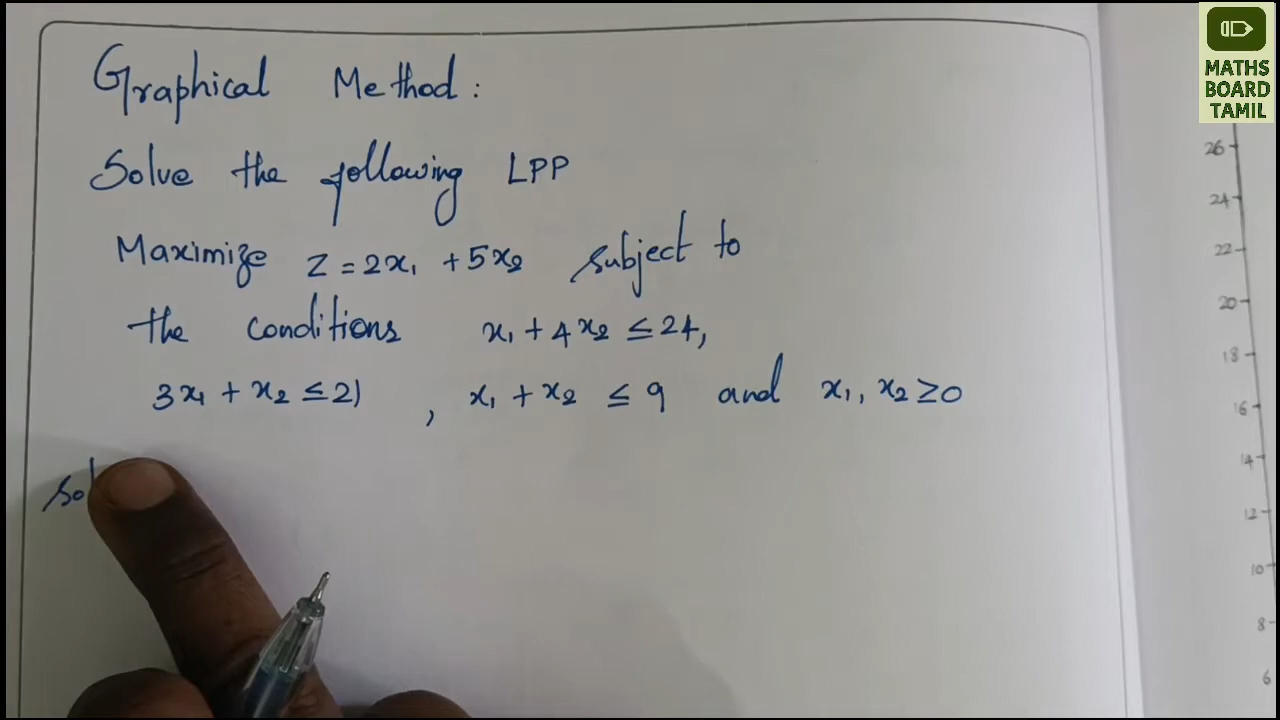 Graphical Method:
Solve the following LPP
Maximize z = 2x₁ + 5x₂ subject to
the conditions x₁ + 4x₂ ≤ 24,
3x₁ + x₂ ≤ 21, x₁ + x₂ ≤ 9 and x₁, x₂ ≥ 0
sol
MATHS
BOARD
TAMIL
26
24
22
20
18
16
14
12
10
8
6